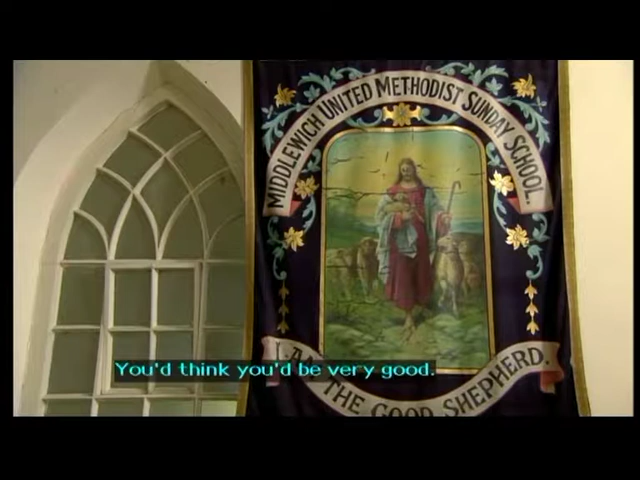 MIDDLEWICH UNITED METHODIST SUNDAY SCHOOL.
You'd think you'd be very good.
I AM THE GOOD SHEPHERD.